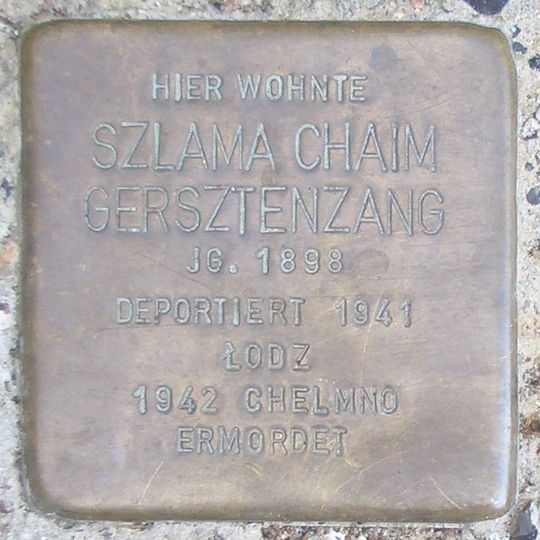 HIER WOHNTE
SZLAMA CHAIM
GERSZTENZANG
JG. 1898
DEPORTIERT 1941
ŁODZ
1942 CHELMNO
ERMORDET